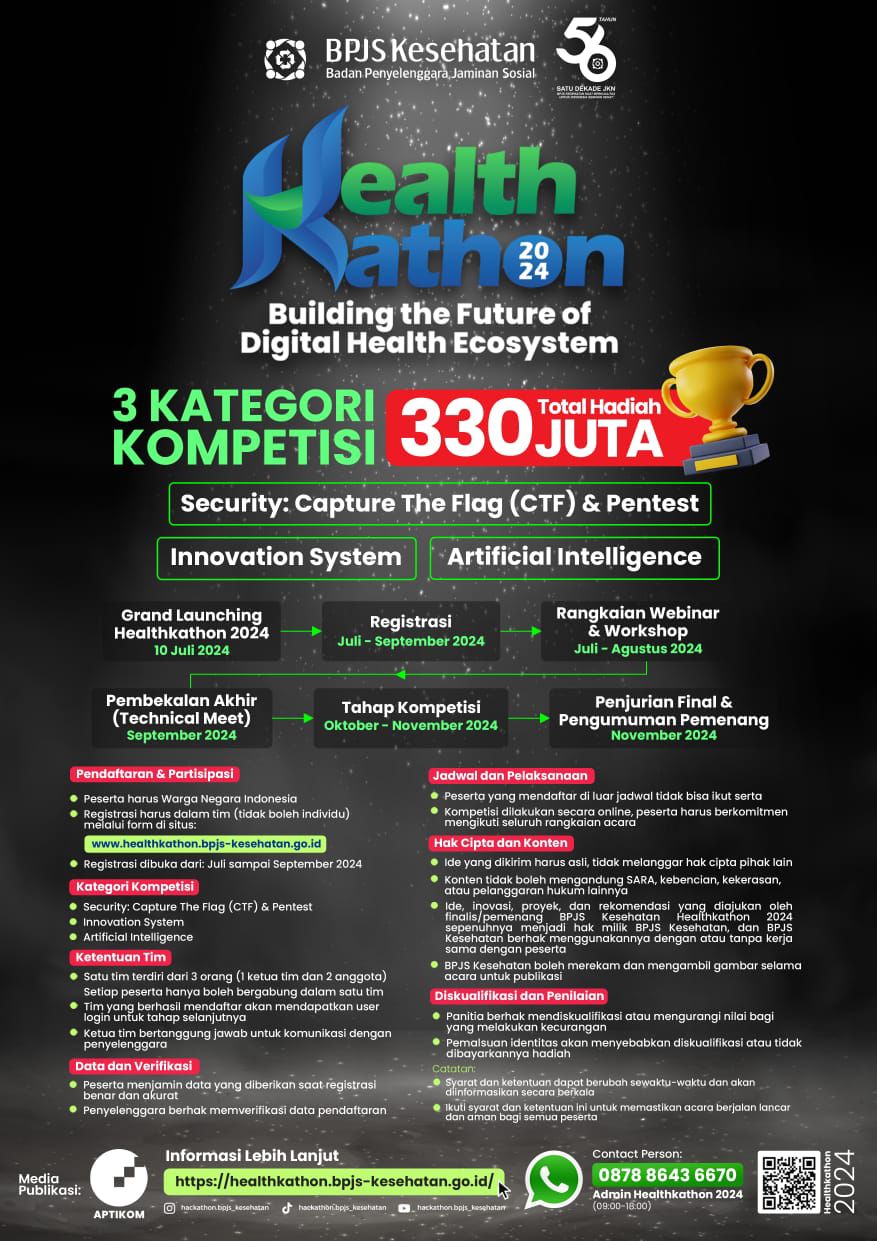 BPJS Kesehatan
Badan Penyelenggara Jaminan Sosial
56
TAHUN
SATU DEKADE JKN
Health
Kathon
20
24
Building the Future of
Digital Health Ecosystem
3 KATEGORI
KOMPETISI
330
Total Hadiah
JUTA
Security: Capture The Flag (CTF) & Pentest
Innovation System
Artificial Intelligence
Grand Launching
Healthkathon 2024
10 Juli 2024
Registrasi
Juli - September 2024
Rangkaian Webinar
& Workshop
Juli - Agustus 2024
Pembekalan Akhir
(Technical Meet)
September 2024
Tahap Kompetisi
Oktober - November 2024
Penjurian Final &
Pengumuman Pemenang
November 2024
Pendaftaran & Partisipasi
Peserta harus Warga Negara Indonesia
Registrasi harus dalam tim (tidak boleh individu)
melalui form di situs:
www.healthkathon.bpjs-kesehatan.go.id
Registrasi dibuka dari: Juli sampai September 2024
Kategori Kompetisi
Security: Capture The Flag (CTF) & Pentest
Innovation System
Artificial Intelligence
Ketentuan Tim
Satu tim terdiri dari 3 orang (1 ketua tim dan 2 anggota)
Setiap peserta hanya boleh bergabung dalam satu tim
Tim yang berhasil mendaftar akan mendapatkan user
login untuk tahap selanjutnya
Ketua tim bertanggung jawab untuk komunikasi dengan
penyelenggara
Data dan Verifikasi
Peserta menjamin data yang diberikan saat registrasi
benar dan akurat
Penyelenggara berhak memverifikasi data pendaftaran
Jadwal dan Pelaksanaan
Peserta yang mendaftar di luar jadwal tidak bisa ikut serta
Kompetisi dilakukan secara online, peserta harus berkomitmen
mengikuti seluruh rangkaian acara
Hak Cipta dan Konten
Ide yang dikirim harus asli, tidak melanggar hak cipta pihak lain
Konten tidak boleh mengandung SARA, kebencian, kekerasan,
atau pelanggaran hukum lainnya
Ide, inovasi, proyek, dan rekomendasi yang diajukan oleh
finalis/pemenang BPJS Kesehatan Healthkathon 2024
sepenuhnya menjadi hak milik BPJS Kesehatan, dan BPJS
Kesehatan berhak menggunakannya dengan atau tanpa kerja
sama dengan peserta
BPJS Kesehatan boleh merekam dan mengambil gambar selama
acara untuk publikasi
Diskualifikasi dan Penilaian
Panitia berhak mendiskualifikasi atau mengurangi nilai bagi
yang melakukan kecurangan
Pemalsuan identitas akan menyebabkan diskualifikasi atau tidak
dibayarkannya hadiah
Catatan:
Syarat dan ketentuan dapat berubah sewaktu-waktu dan akan
diinformasikan secara berkala
Ikuti syarat dan ketentuan ini untuk memastikan acara berjalan lancar
dan aman bagi semua peserta
Media
Publikasi:
APTIKOM
Informasi Lebih Lanjut
https://healthkathon.bpjs-kesehatan.go.id/
hackathon.bpjs_kesehatan
hackathon.bpjs_kesehatan
hackathon.bpjs_kesehatan
Contact Person:
0878 8643 6670
Admin Healthkathon 2024
(09:00-18:00)
Healthkathon
2024